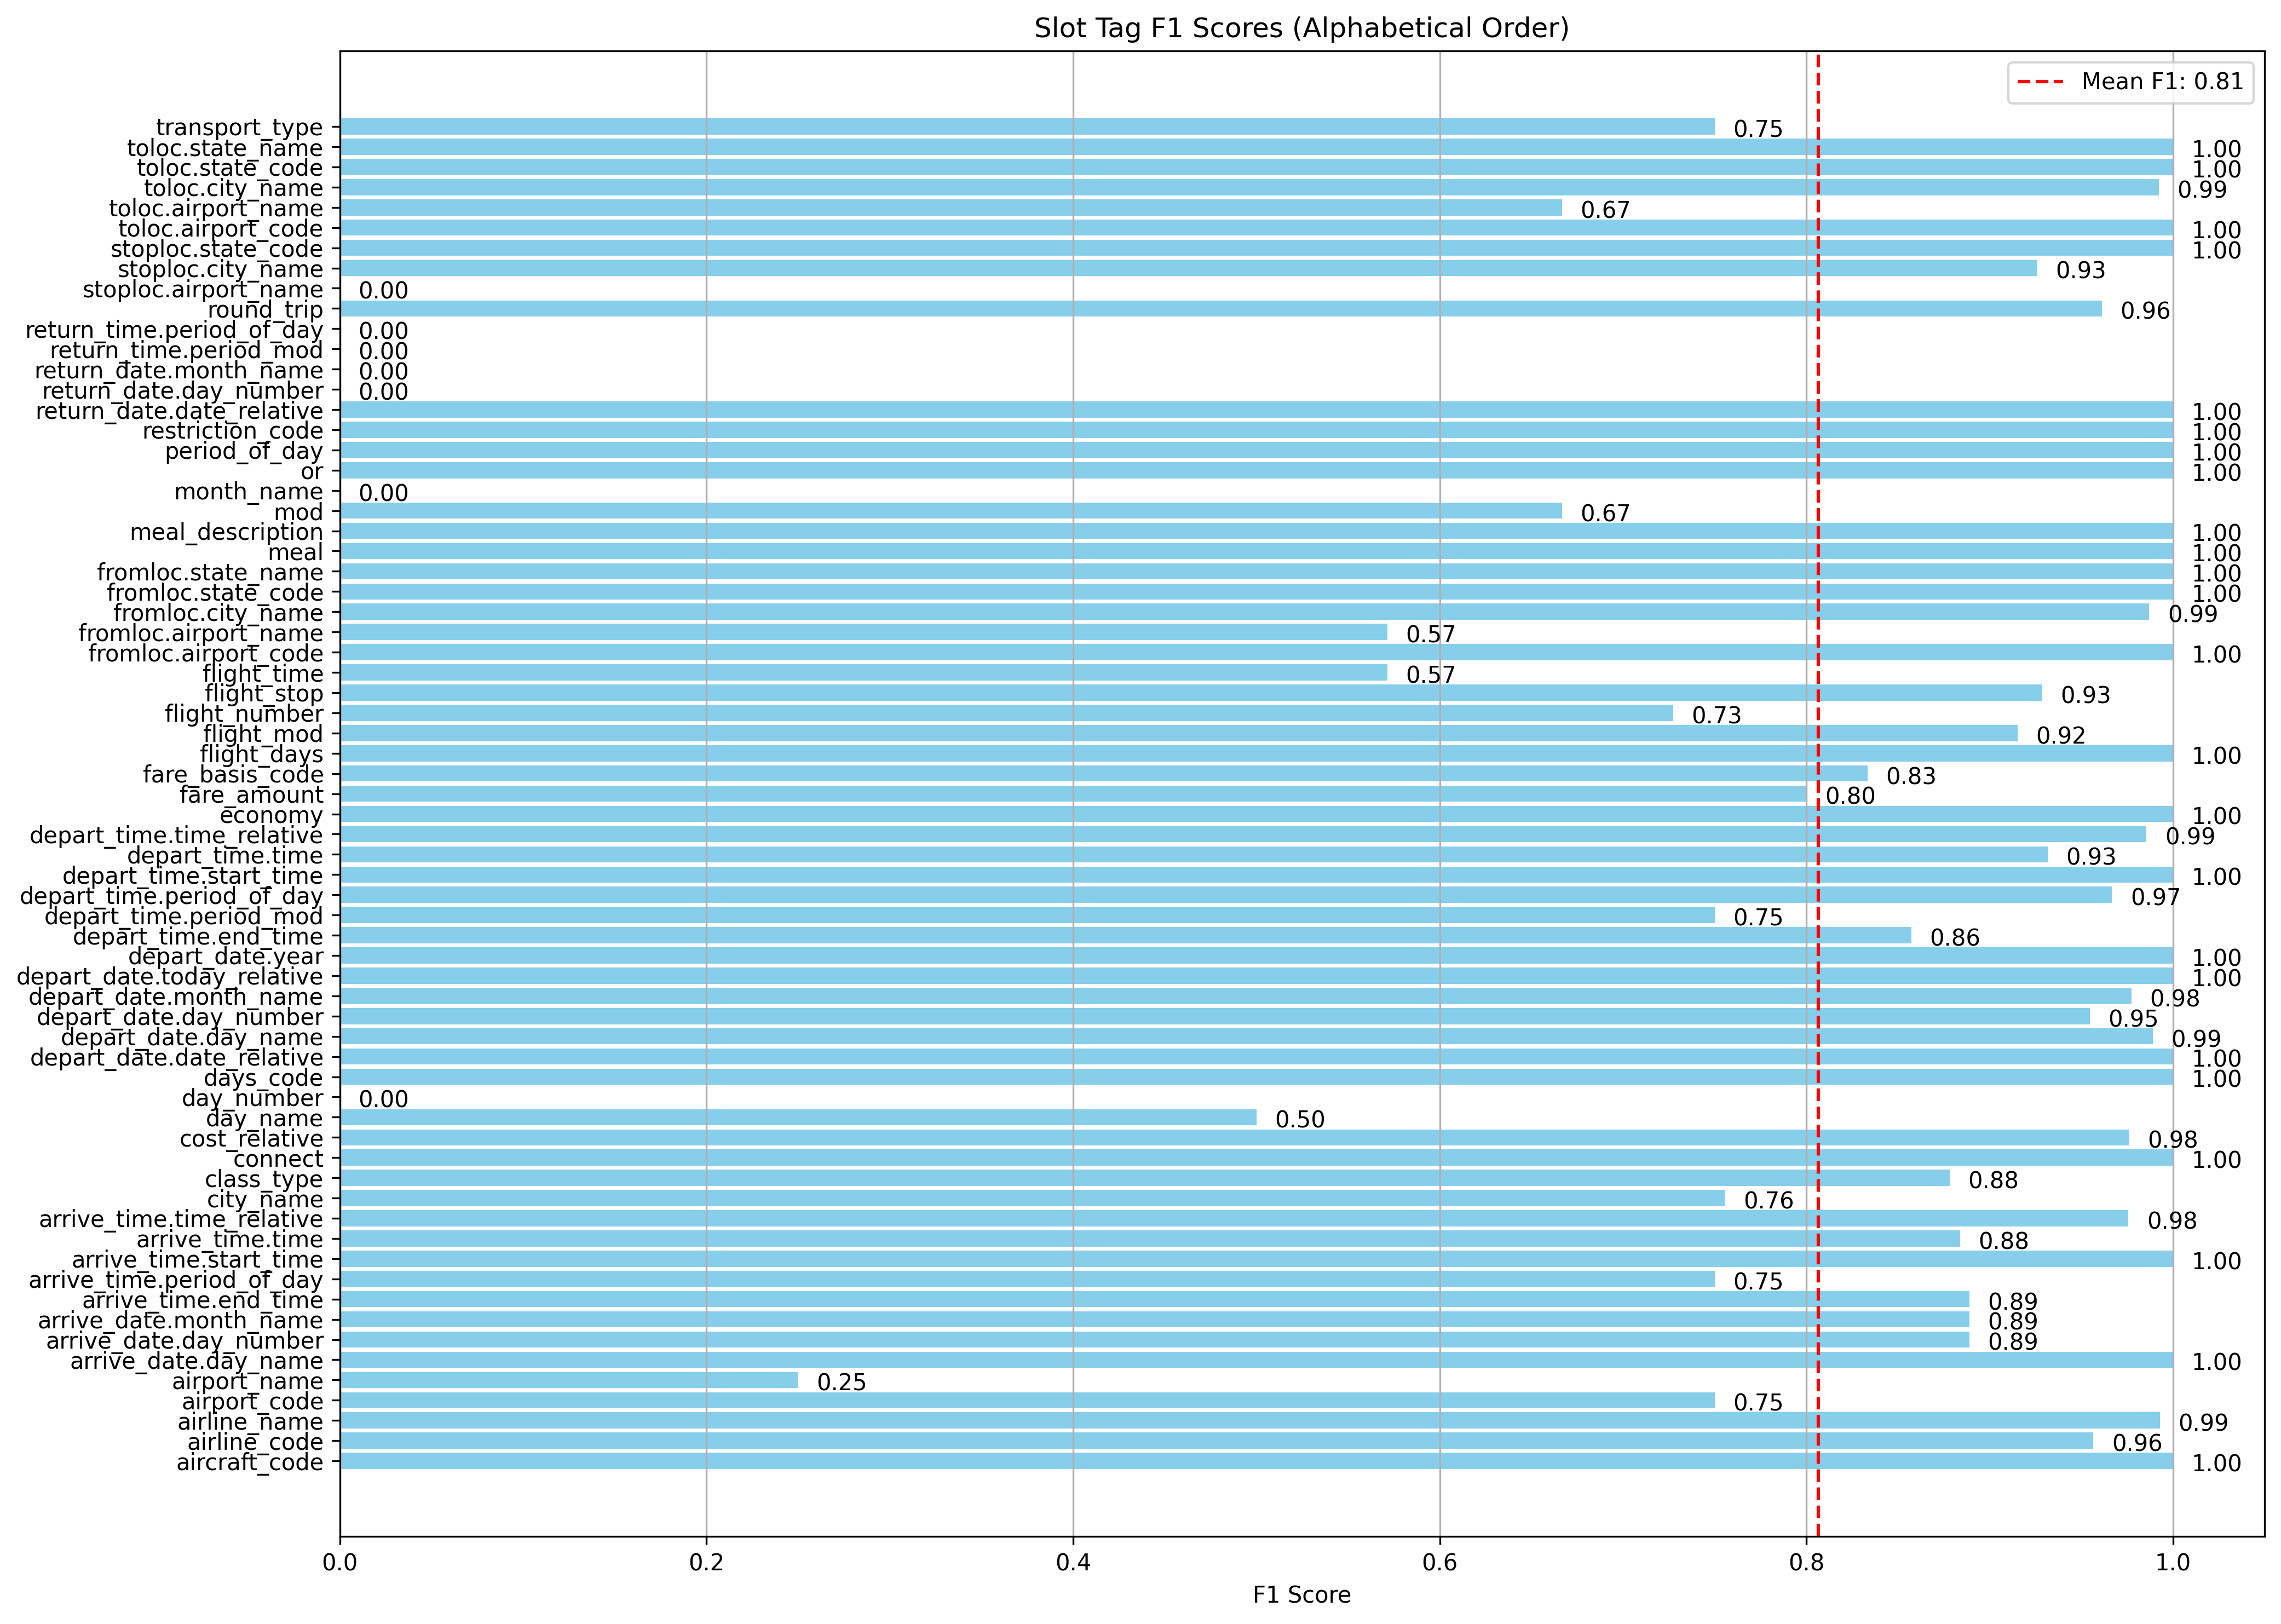 Slot Tag F1 Scores (Alphabetical Order)
Mean F1: 0.81
transport_type 0.75
toloc.state_name 1.00
toloc.state_code 1.00
toloc.city_name 0.99
toloc.airport_name 0.67
toloc.airport_code 1.00
stoploc.state_code 1.00
stoploc.city_name 0.93
stoploc.airport_name 0.00
round_trip 0.96
return_time.period_of_day 0.00
return_time.period_mod 0.00
return_date.month_name 0.00
return_date.day_number 0.00
return_date.date_relative 1.00
restriction_code 1.00
period_of_day 1.00
or 1.00
month_name 0.00
mod 0.67
meal_description 1.00
meal 1.00
fromloc.state_name 1.00
fromloc.state_code 1.00
fromloc.city_name 0.99
fromloc.airport_name 0.57
fromloc.airport_code 1.00
flight_time 0.57
flight_stop 0.93
flight_number 0.73
flight_mod 0.92
flight_days 1.00
fare_basis_code 0.83
fare_amount 0.80
economy 1.00
depart_time.time_relative 0.99
depart_time.time 0.93
depart_time.start_time 1.00
depart_time.period_of_day 0.97
depart_time.period_mod 0.75
depart_time.end_time 0.86
depart_date.year 1.00
depart_date.today_relative 1.00
depart_date.month_name 0.98
depart_date.day_number 0.95
depart_date.day_name 0.99
depart_date.date_relative 1.00
days_code 1.00
day_number 0.00
day_name 0.50
cost_relative 0.98
connect 1.00
class_type 0.88
city_name 0.76
arrive_time.time_relative 0.98
arrive_time.time 0.88
arrive_time.start_time 1.00
arrive_time.period_of_day 0.75
arrive_time.end_time 0.89
arrive_date.month_name 0.89
arrive_date.day_number 0.89
arrive_date.day_name 1.00
airport_name 0.25
airport_code 0.75
airline_name 0.99
airline_code 0.96
aircraft_code 1.00
0.0 0.2 0.4 0.6 0.8 1.0
F1 Score